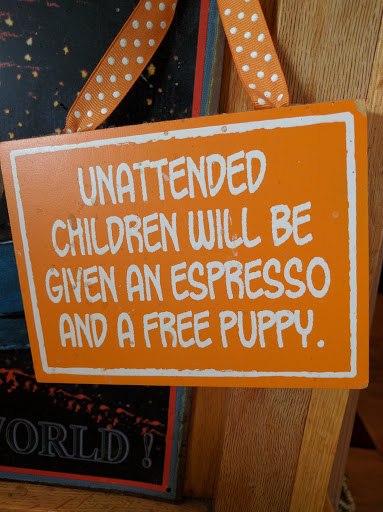 UNATTENDED
CHILDREN WILL BE
GIVEN AN ESPRESSO
AND A FREE PUPPY.
WORLD!